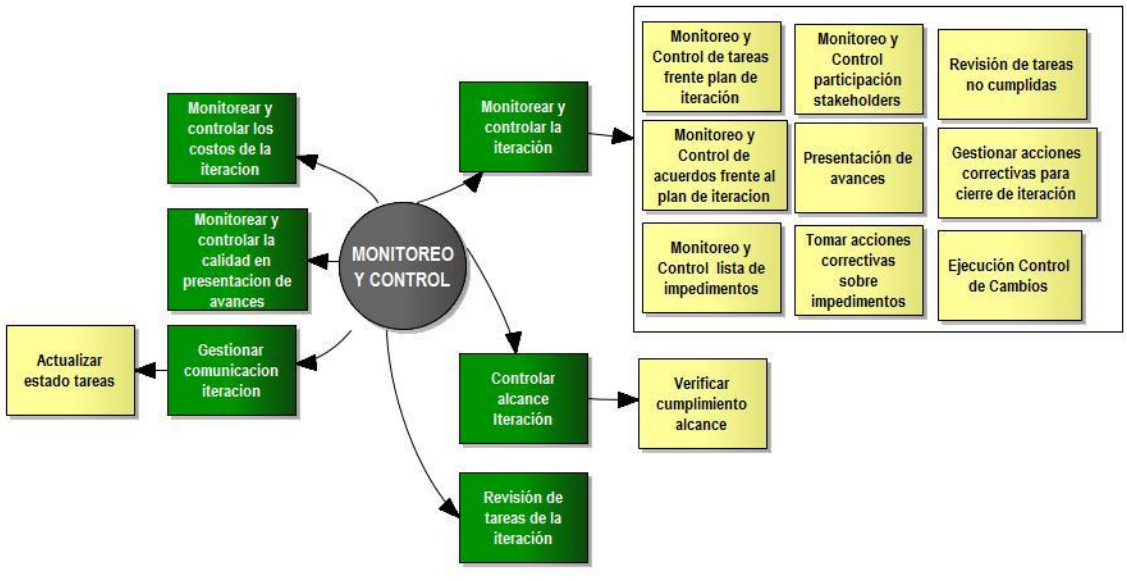 Monitorear y
controlar los
costos de la
iteracion
Monitorear y
controlar la
calidad en
presentacion de
avances
Gestionar
comunicacion
iteracion
Actualizar
estado tareas
MONITOREO
Y CONTROL
Monitorear y
controlar la
iteración
Controlar
alcance
Iteración
Revisión de
tareas de la
iteración
Verificar
cumplimiento
alcance
Monitoreo y
Control de tareas
frente plan de
iteración
Monitoreo y
Control
participación
stakeholders
Revisión de tareas
no cumplidas
Monitoreo y
Control de
acuerdos frente al
plan de iteracion
Presentación de
avances
Gestionar acciones
correctivas para
cierre de iteración
Monitoreo y
Control lista de
impedimentos
Tomar acciones
correctivas
sobre
impedimentos
Ejecución Control
de Cambios